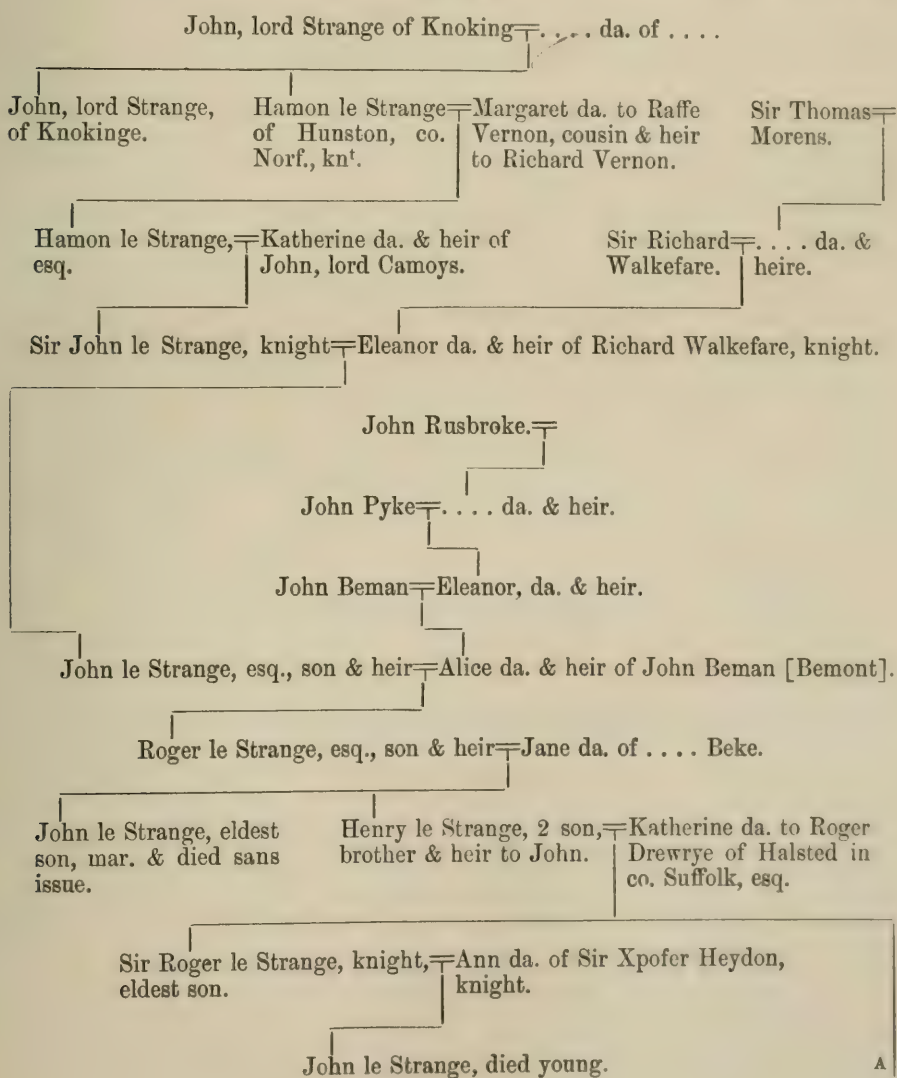 John, lord Strange of Knoking = . . . . da. of . . . .
John, lord Strange,
of Knokinge.
Hamon le Strange =
of Hunston, co.
Norf., knt.
Margaret da. to Raffe
Vernon, cousin & heir
to Richard Vernon.
Sir Thomas =
Morens.
Hamon le Strange, =
esq.
Katherine da. & heir of
John, lord Camoys.
Sir Richard =
Walkefare.
. . . . da. &
heire.
Sir John le Strange, knight = Eleanor da. & heir of Richard Walkefare, knight.
John Rusbroke. =
John Pyke = . . . . da. & heir.
John Beman = Eleanor, da. & heir.
John le Strange, esq., son & heir = Alice da. & heir of John Beman [Bemont].
Roger le Strange, esq., son & heir = Jane da. of . . . . Beke.
John le Strange, eldest
son, mar. & died sans
issue.
Henry le Strange, 2 son, =
brother & heir to John.
Katherine da. to Roger
Drewrye of Halsted in
co. Suffolk, esq.
Sir Roger le Strange, knight, =
eldest son.
Ann da. of Sir Xpofer Heydon,
knight.
John le Strange, died young.
A